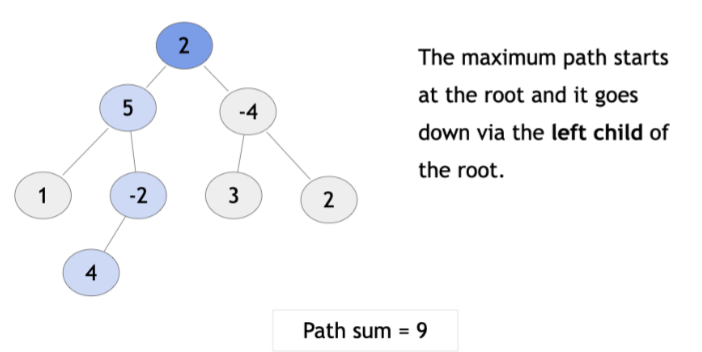 2
The maximum path starts
at the root and it goes
down via the left child of
the root.
5
-4
1
-2
3
2
4
Path sum = 9